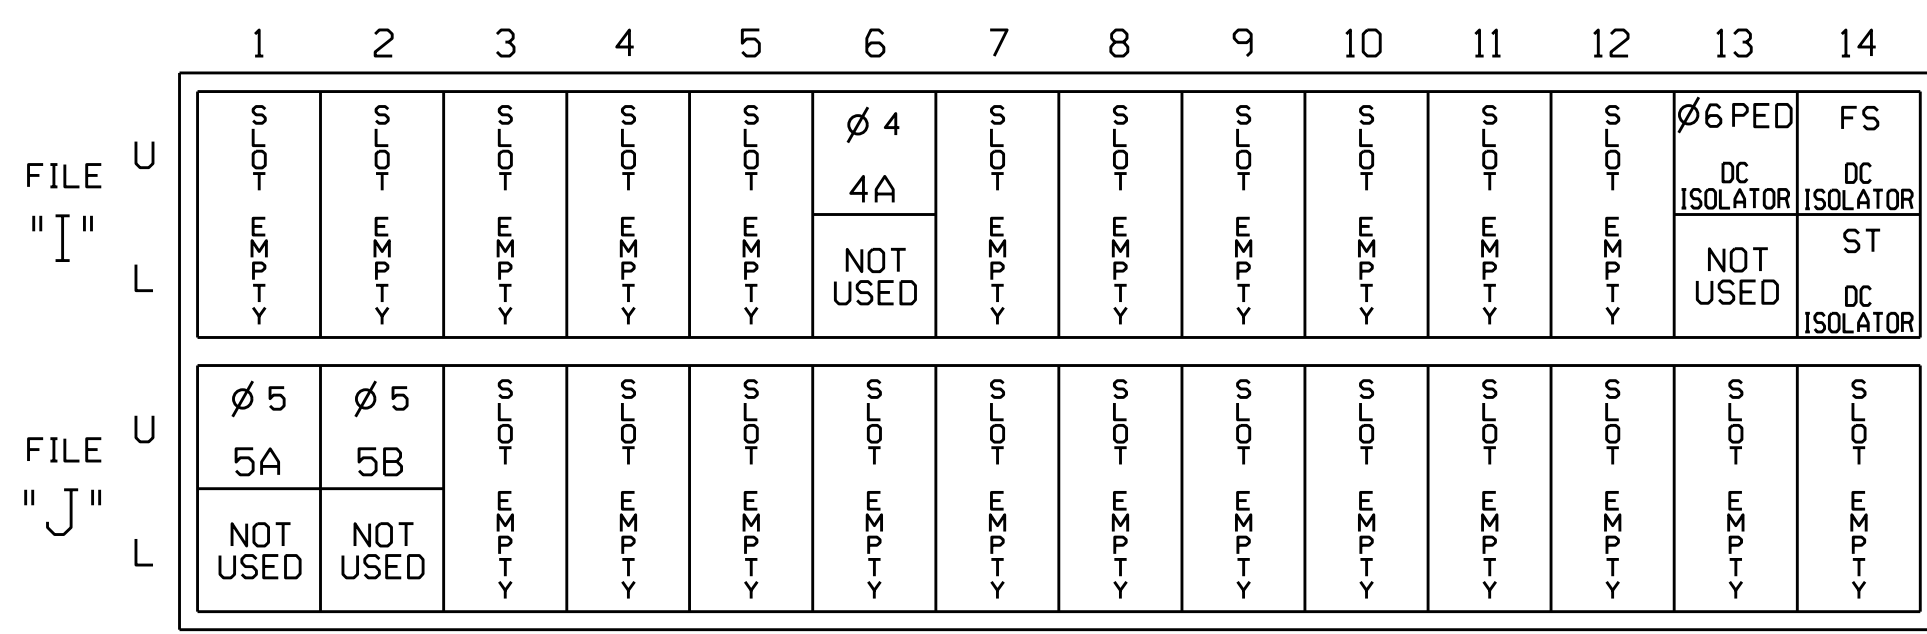 1 2 3 4 5 6 7 8 9 10 11 12 13 14
FILE
"I"
U
L
SLOT EMPTY
SLOT EMPTY
SLOT EMPTY
SLOT EMPTY
SLOT EMPTY
Ø 4
4A
NOT
USED
SLOT EMPTY
SLOT EMPTY
SLOT EMPTY
SLOT EMPTY
SLOT EMPTY
SLOT EMPTY
Ø6 PED
DC
ISOLATOR
NOT
USED
FS
DC
ISOLATOR
ST
DC
ISOLATOR
FILE
"J"
U
L
Ø 5
5A
NOT
USED
Ø 5
5B
NOT
USED
SLOT EMPTY
SLOT EMPTY
SLOT EMPTY
SLOT EMPTY
SLOT EMPTY
SLOT EMPTY
SLOT EMPTY
SLOT EMPTY
SLOT EMPTY
SLOT EMPTY
SLOT EMPTY
SLOT EMPTY